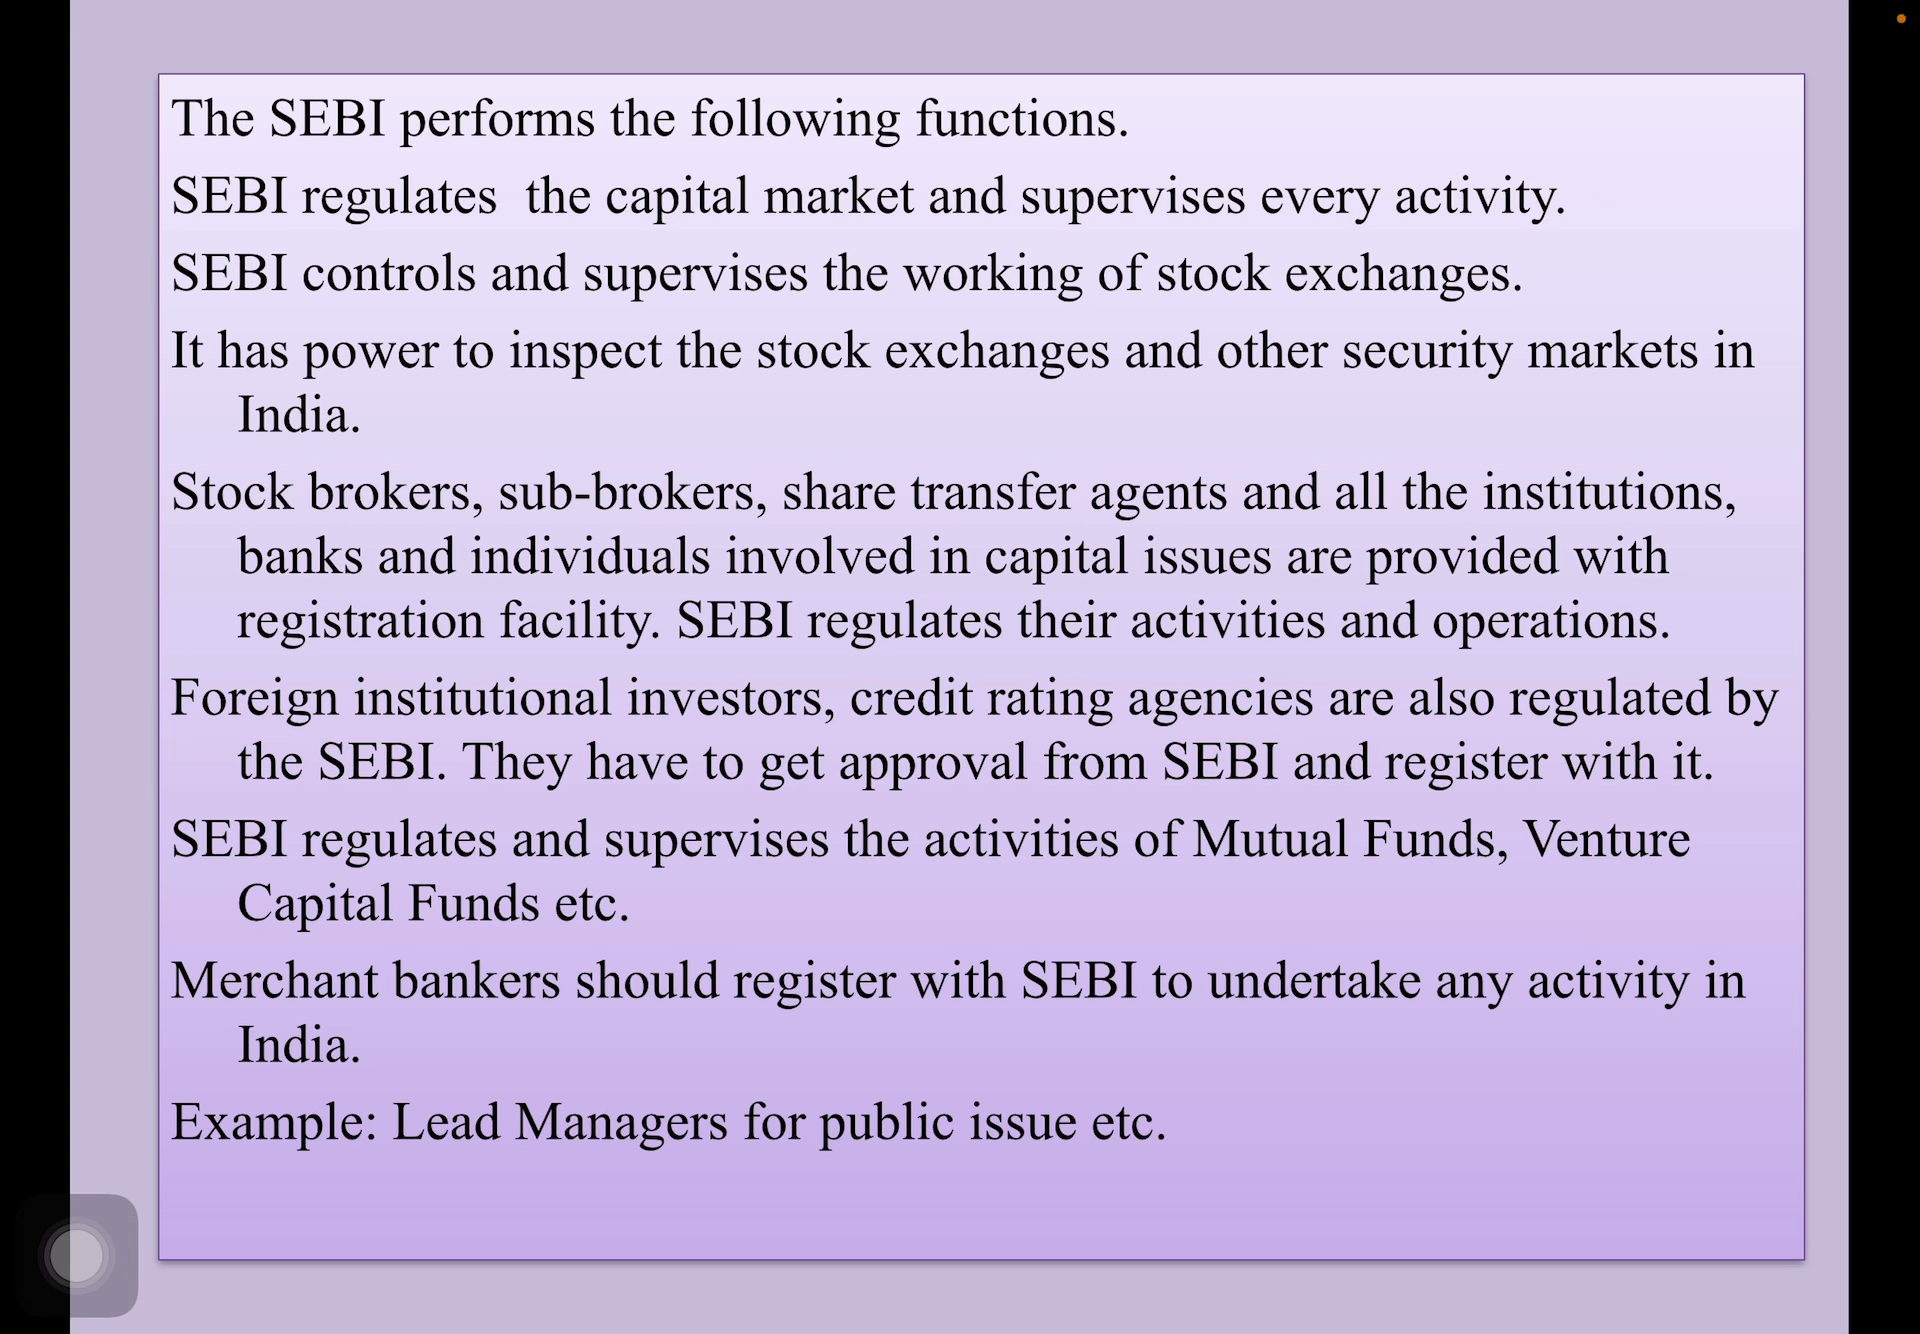 The SEBI performs the following functions.
SEBI regulates  the capital market and supervises every activity.
SEBI controls and supervises the working of stock exchanges.
It has power to inspect the stock exchanges and other security markets in
India.
Stock brokers, sub-brokers, share transfer agents and all the institutions,
banks and individuals involved in capital issues are provided with
registration facility. SEBI regulates their activities and operations.
Foreign institutional investors, credit rating agencies are also regulated by
the SEBI. They have to get approval from SEBI and register with it.
SEBI regulates and supervises the activities of Mutual Funds, Venture
Capital Funds etc.
Merchant bankers should register with SEBI to undertake any activity in
India.
Example: Lead Managers for public issue etc.